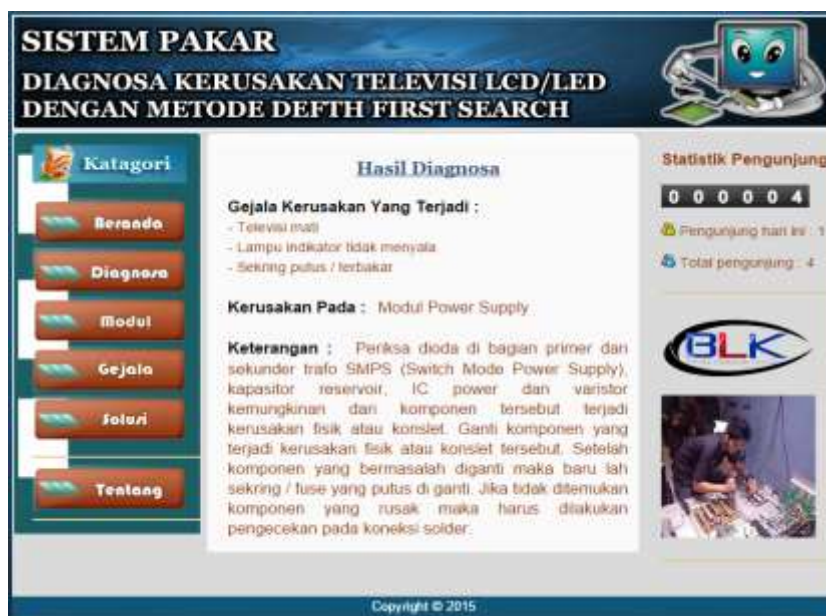 SISTEM PAKAR
DIAGNOSA KERUSAKAN TELEVISI LCD/LED
DENGAN METODE DEFTH FIRST SEARCH
Katagori
Beranda
Diagnosa
Modul
Gejala
Solusi
Tentang
Hasil Diagnosa
Gejala Kerusakan Yang Terjadi :
- Televisi mati
- Lampu indikator tidak menyala
- Sekring putus / terbakar
Kerusakan Pada : Modul Power Supply
Keterangan : Periksa dioda di bagian primer dan
sekunder trafo SMPS (Switch Mode Power Supply),
kapasitor reservoir, IC power dan varistor
kemungkinan dari komponen tersebut terjadi
kerusakan fisik atau konslet. Ganti komponen yang
terjadi kerusakan fisik atau konslet tersebut. Setelah
komponen yang bermasalah diganti maka baru lah
sekring / fuse yang putus di ganti. Jika tidak ditemukan
komponen yang rusak maka harus dilakukan
pengecekan pada koneksi solder.
Statistik Pengunjung
0 0 0 0 0 4
Pengunjung hari ini : 1
Total pengunjung : 4
BLK
Copyright © 2015